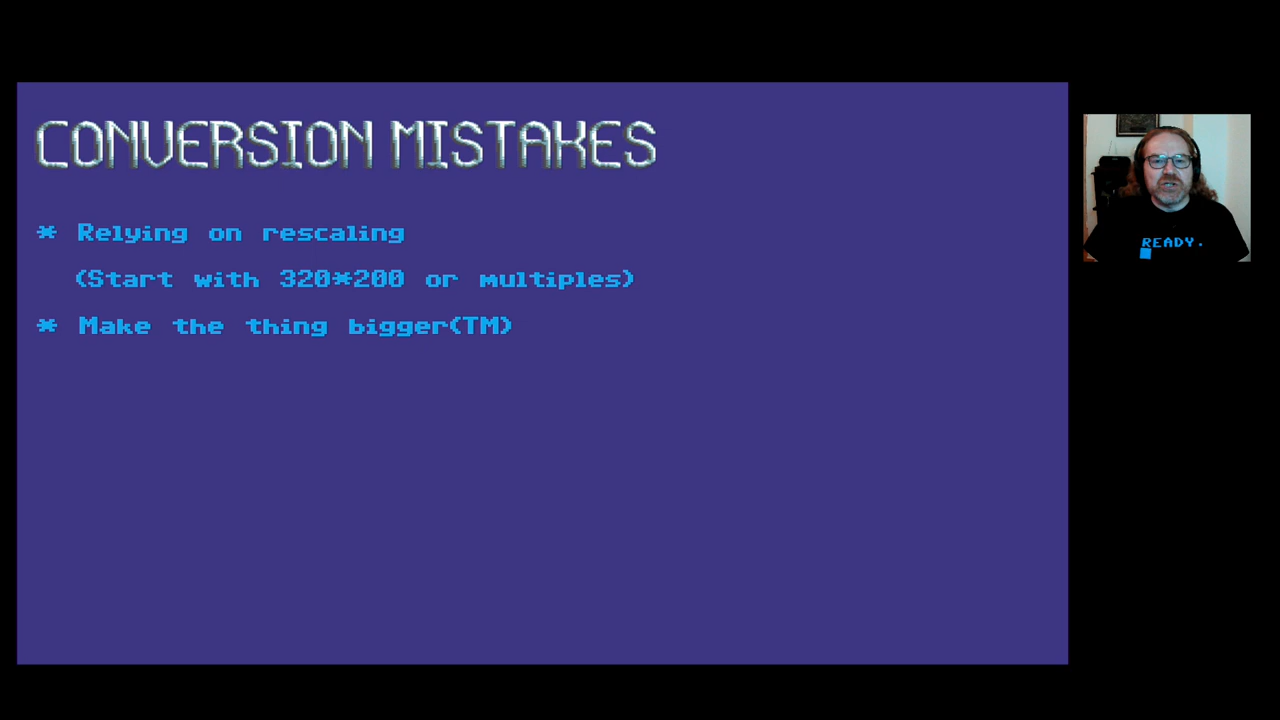 CONVERSION MISTAKES
* Relying on rescaling
(Start with 320*200 or multiples)
* Make the thing bigger(TM)
READY.